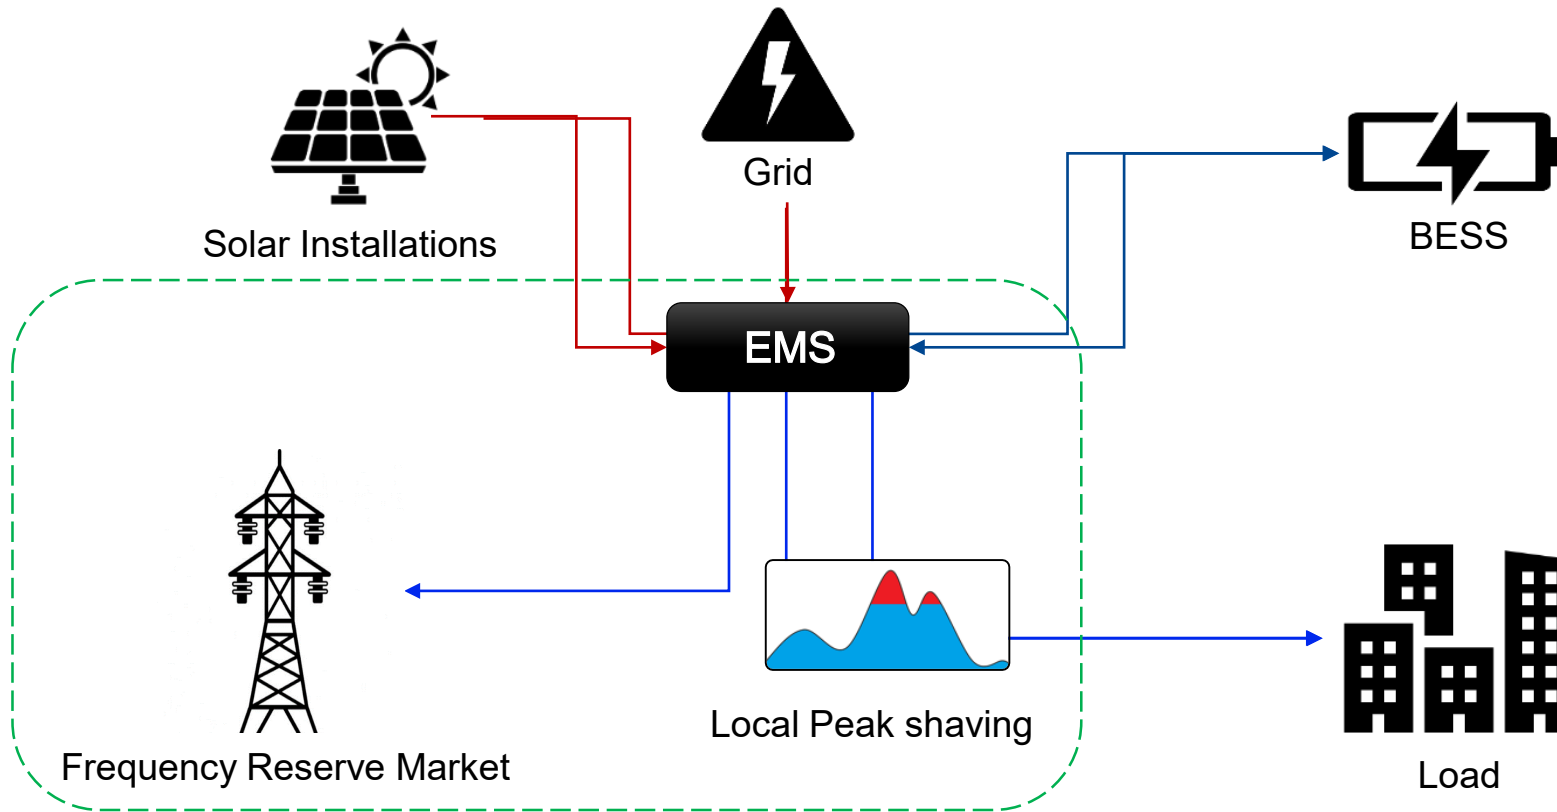 Grid
Solar Installations
BESS
EMS
Local Peak shaving
Frequency Reserve Market
Load